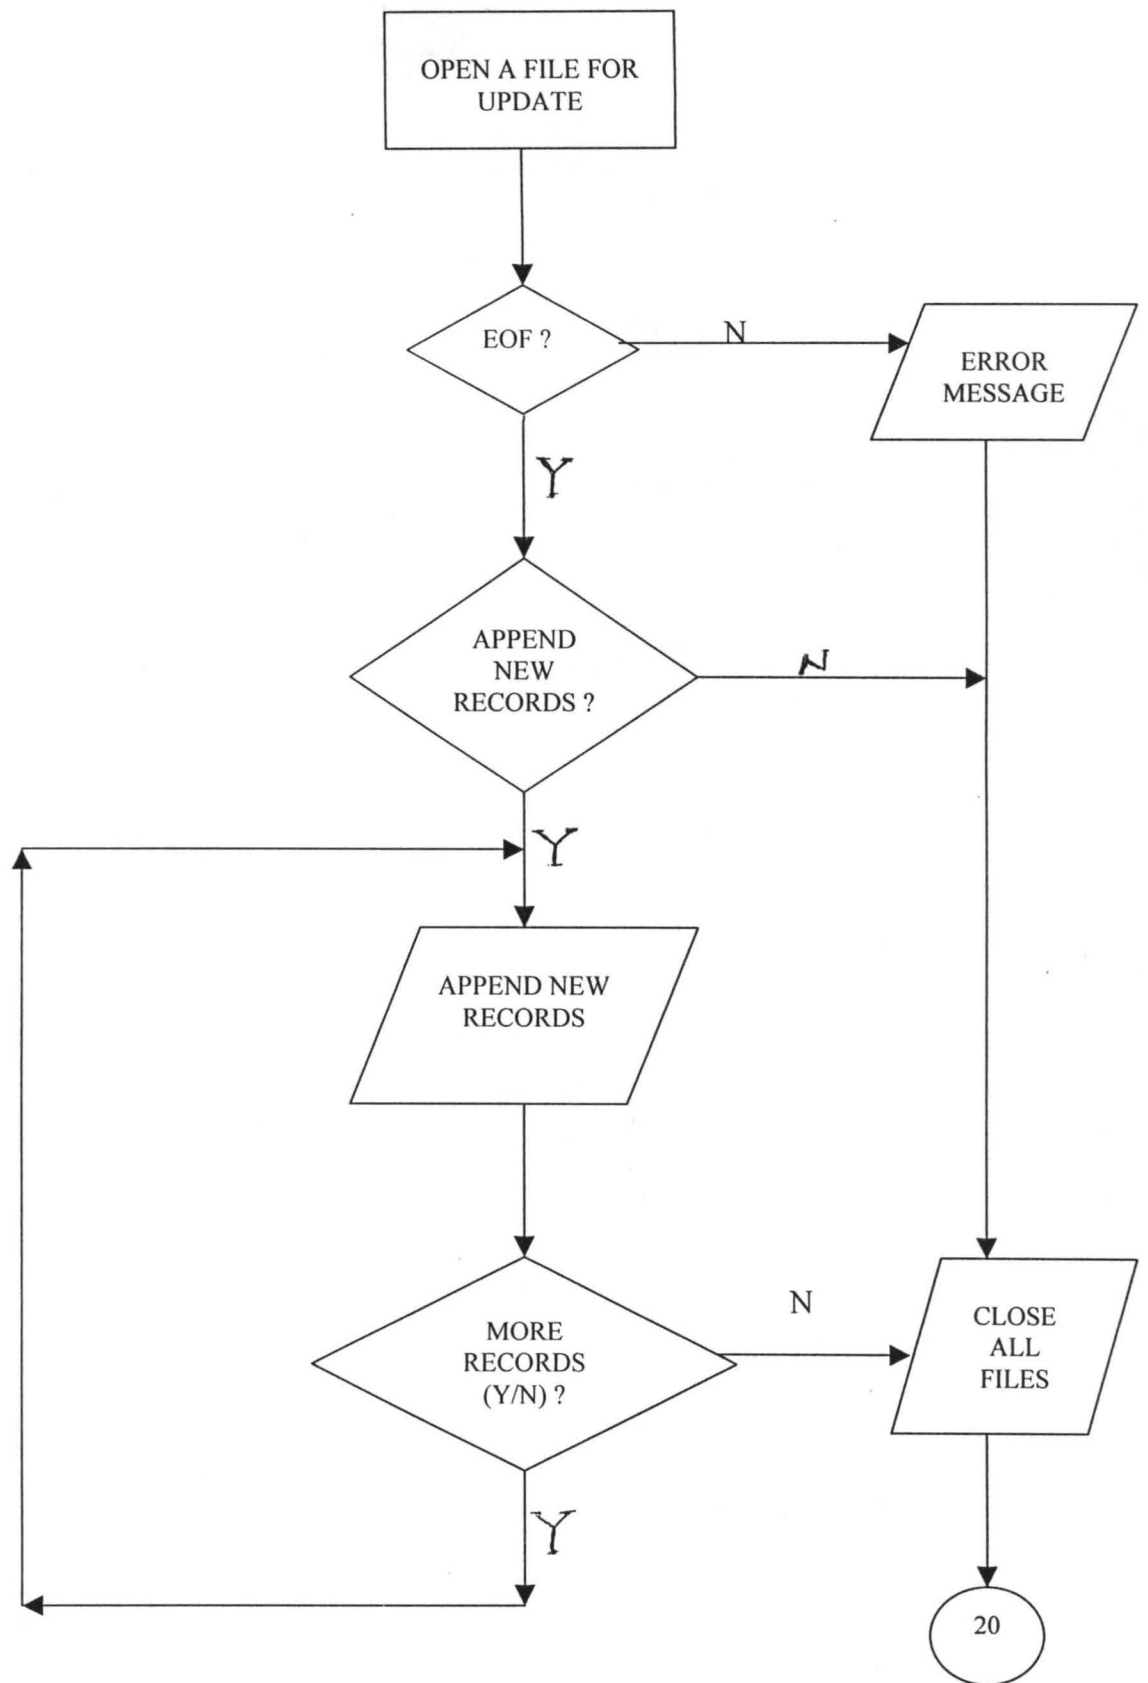 OPEN A FILE FOR
UPDATE
EOF ?
N
ERROR
MESSAGE
Y
APPEND
NEW
RECORDS ?
N
Y
APPEND NEW
RECORDS
MORE
RECORDS
(Y/N) ?
N
CLOSE
ALL
FILES
Y
20